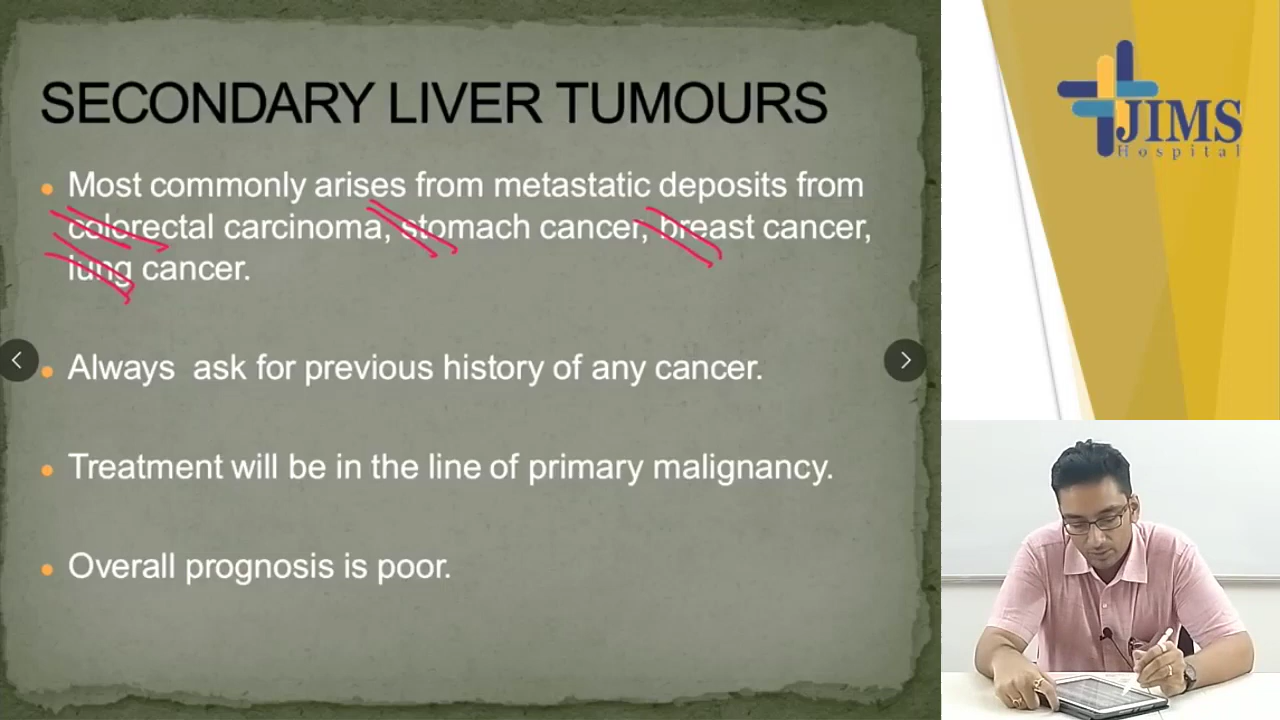 SECONDARY LIVER TUMOURS
• Most commonly arises from metastatic deposits from
colorectal carcinoma, stomach cancer, breast cancer,
lung cancer.
• Always ask for previous history of any cancer.
• Treatment will be in the line of primary malignancy.
• Overall prognosis is poor.
JIMS
Hospital